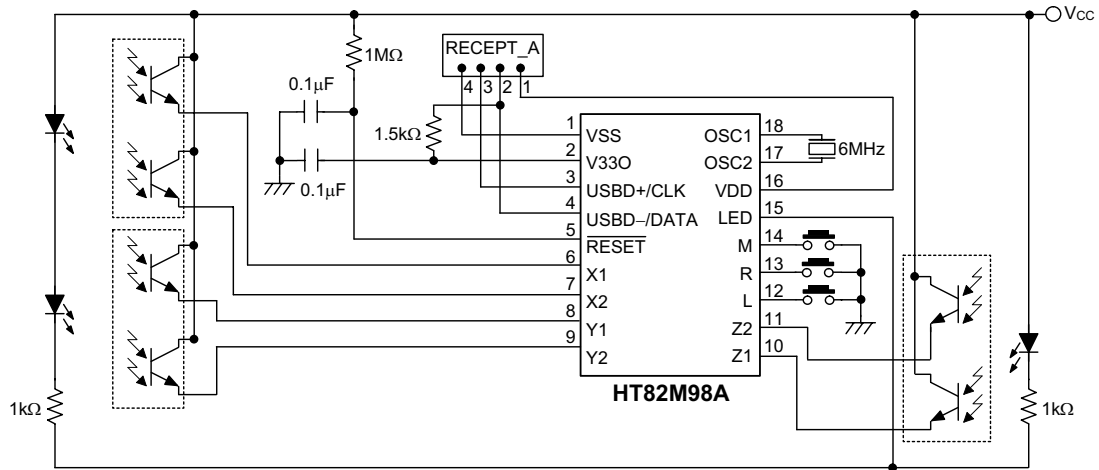 VCC
RECEPT_A
4 3 2 1
1MΩ
0.1μF
1.5kΩ
0.1μF
1 VSS
2 V33O
3 USBD+/CLK
4 USBD−/DATA
5 RESET
6 X1
7 X2
8 Y1
9 Y2
OSC1 18
OSC2 17
6MHz
VDD 16
LED 15
M 14
R 13
L 12
Z2 11
Z1 10
HT82M98A
1kΩ
1kΩ